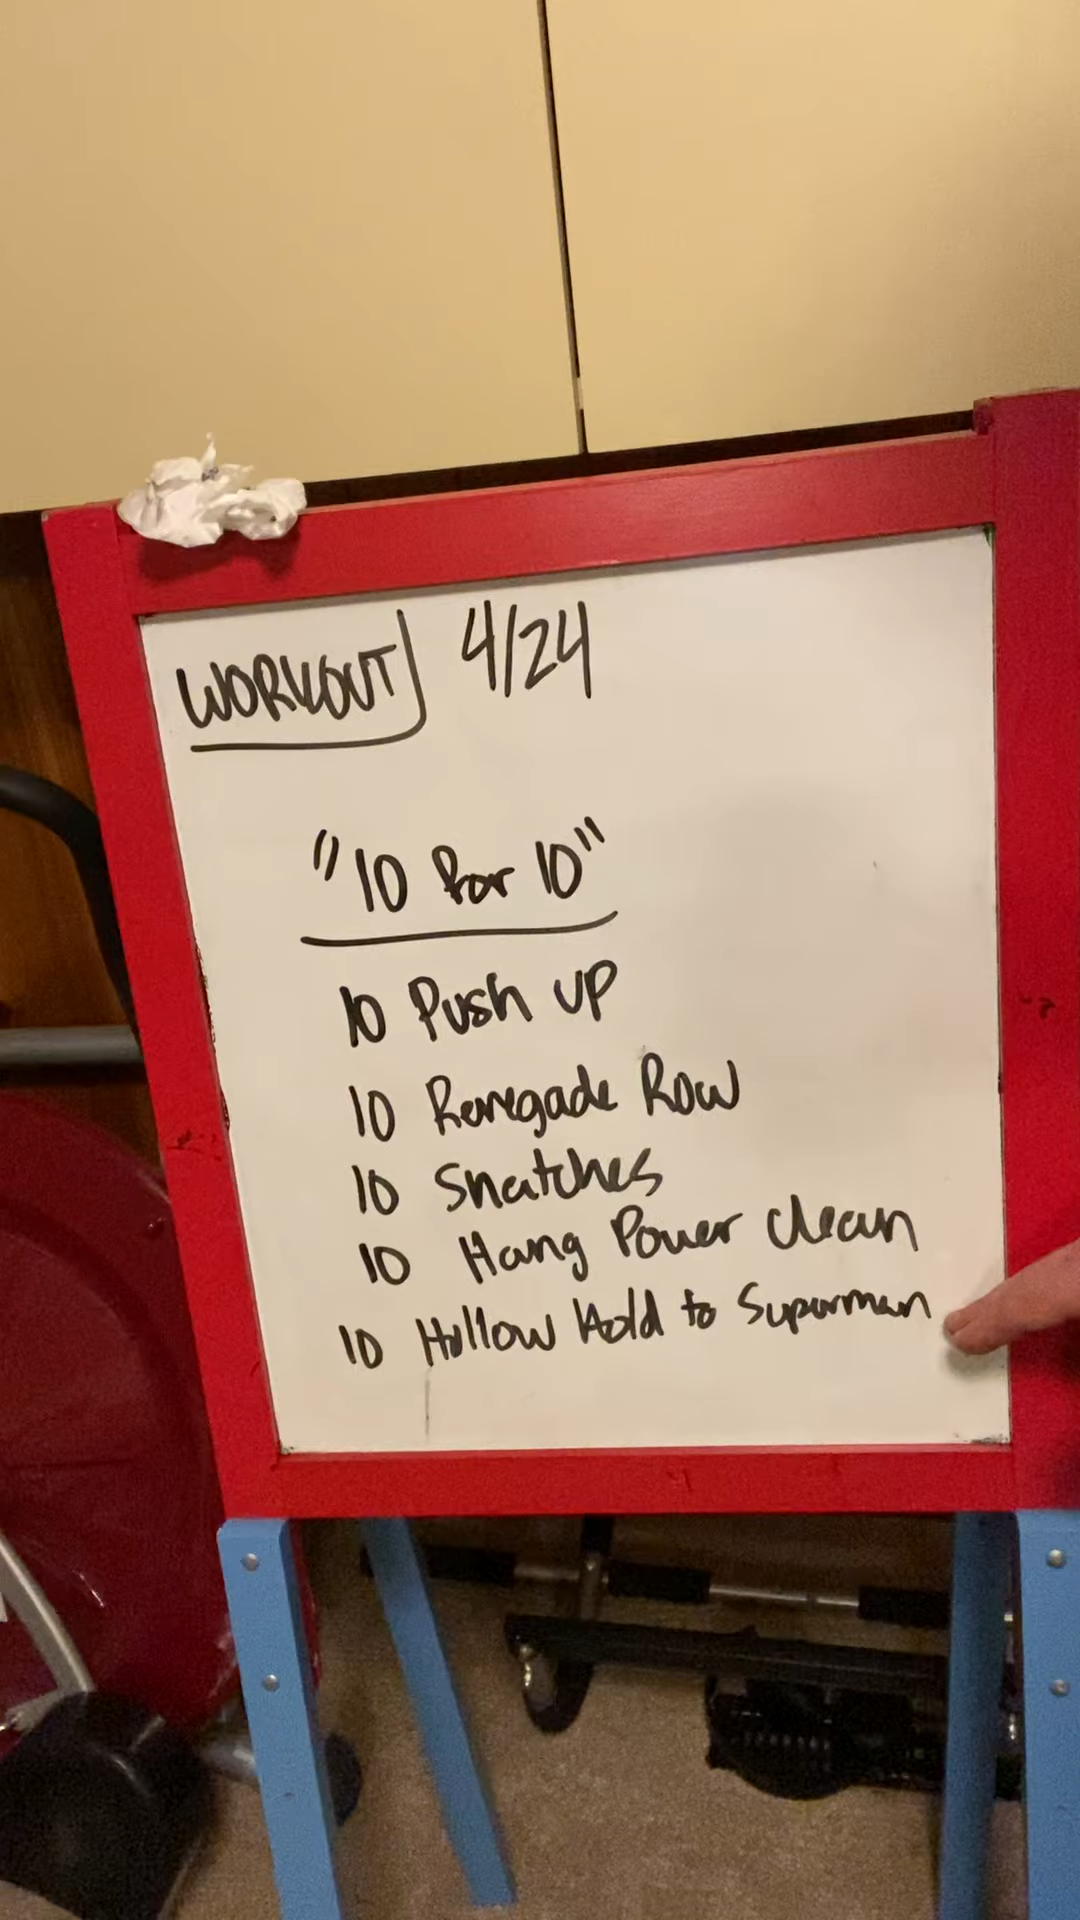 WORKOUT 4/24
"10 for 10"
10 Push up
10 Renegade Row
10 Snatches
10 Hang Power Clean
10 Hollow Hold to Superman